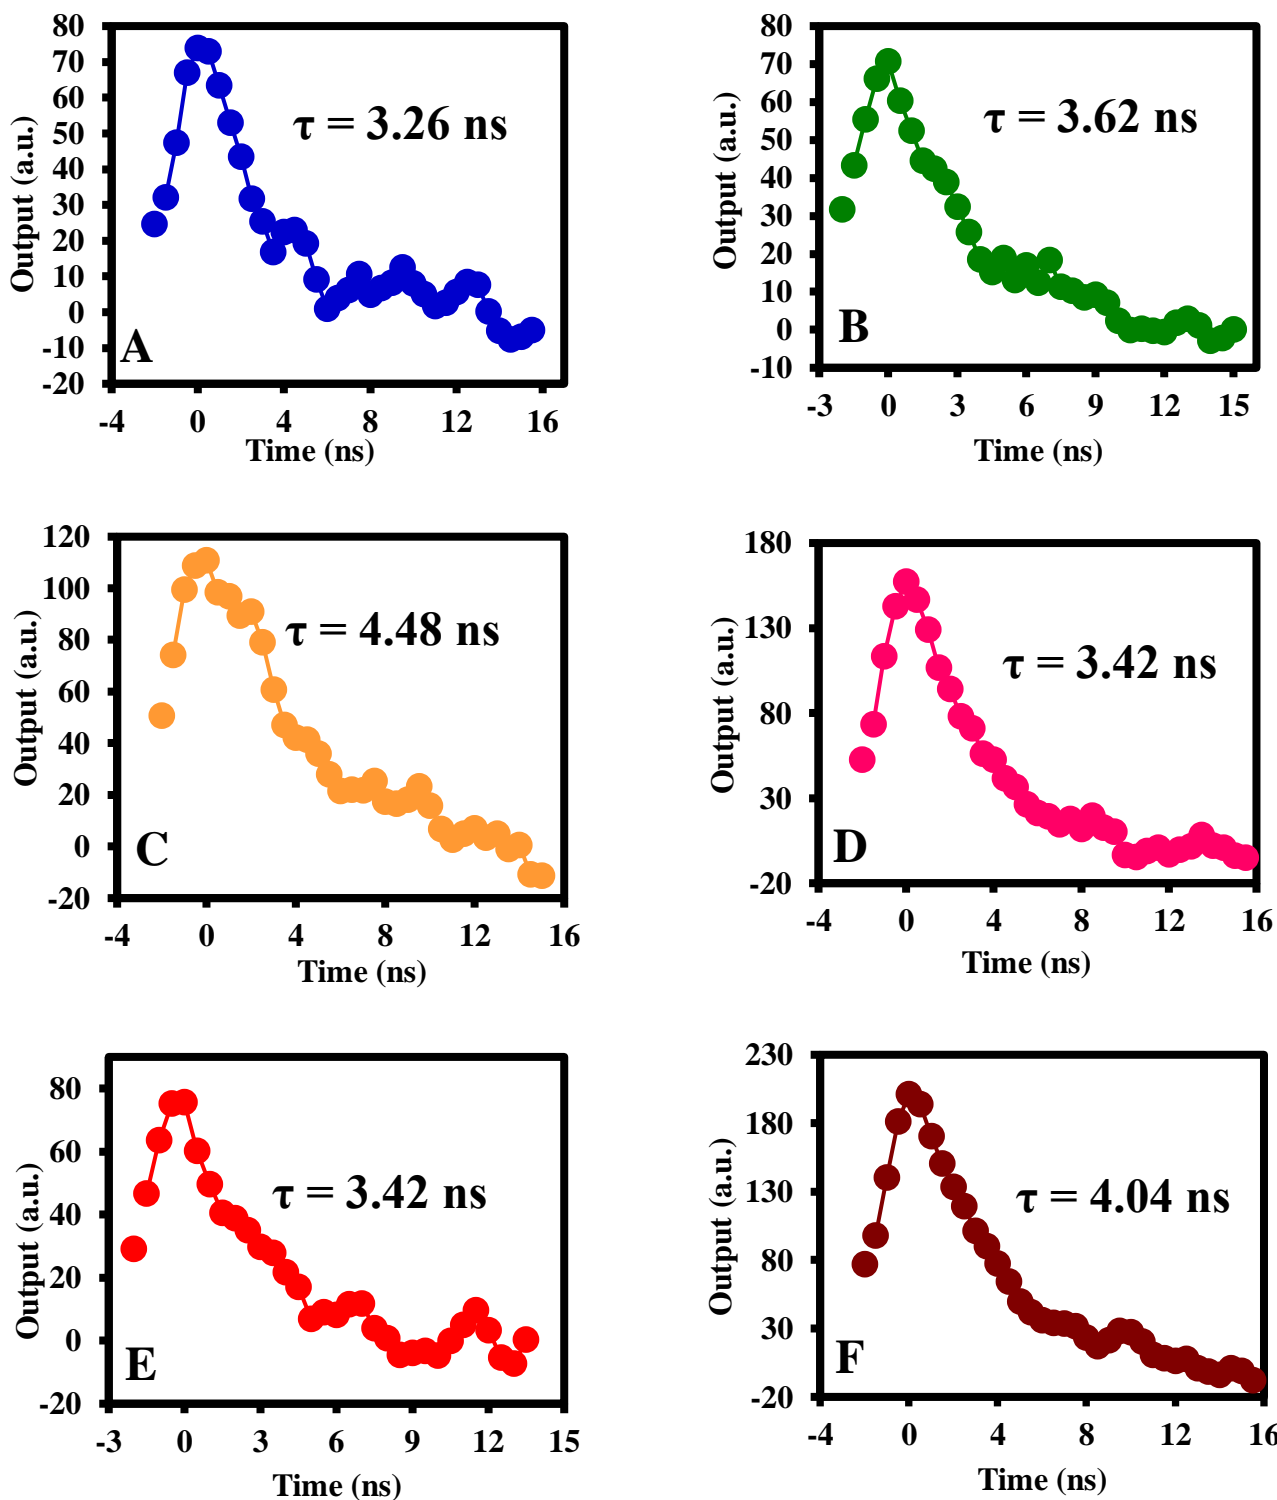 80
70
60
50
40
30
20
10
0
-10
-20
Output (a.u.)
τ = 3.26 ns
A
-4 0 4 8 12 16
Time (ns)
80
70
60
50
40
30
20
10
0
-10
Output (a.u.)
τ = 3.62 ns
B
-3 0 3 6 9 12 15
Time (ns)
120
100
80
60
40
20
0
-20
Output (a.u.)
τ = 4.48 ns
C
-4 0 4 8 12 16
Time (ns)
180
130
80
30
-20
Output (a.u.)
τ = 3.42 ns
D
-4 0 4 8 12 16
Time (ns)
80
60
40
20
0
-20
Output (a.u.)
τ = 3.42 ns
E
-3 0 3 6 9 12 15
Time (ns)
230
180
130
80
30
-20
Output (a.u.)
τ = 4.04 ns
F
-4 0 4 8 12 16
Time (ns)